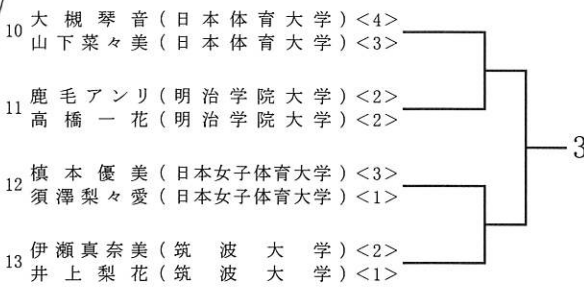 10 大槻琴音(日本体育大学)<4>
山下菜々美(日本体育大学)<3>
11 鹿毛アンリ(明治学院大学)<2>
高橋一花(明治学院大学)<2>
12 槙本優美(日本女子体育大学)<3>
須澤梨々愛(日本女子体育大学)<1>
13 伊瀬真奈美(筑波大学)<2>
井上梨花(筑波大学)<1>
3